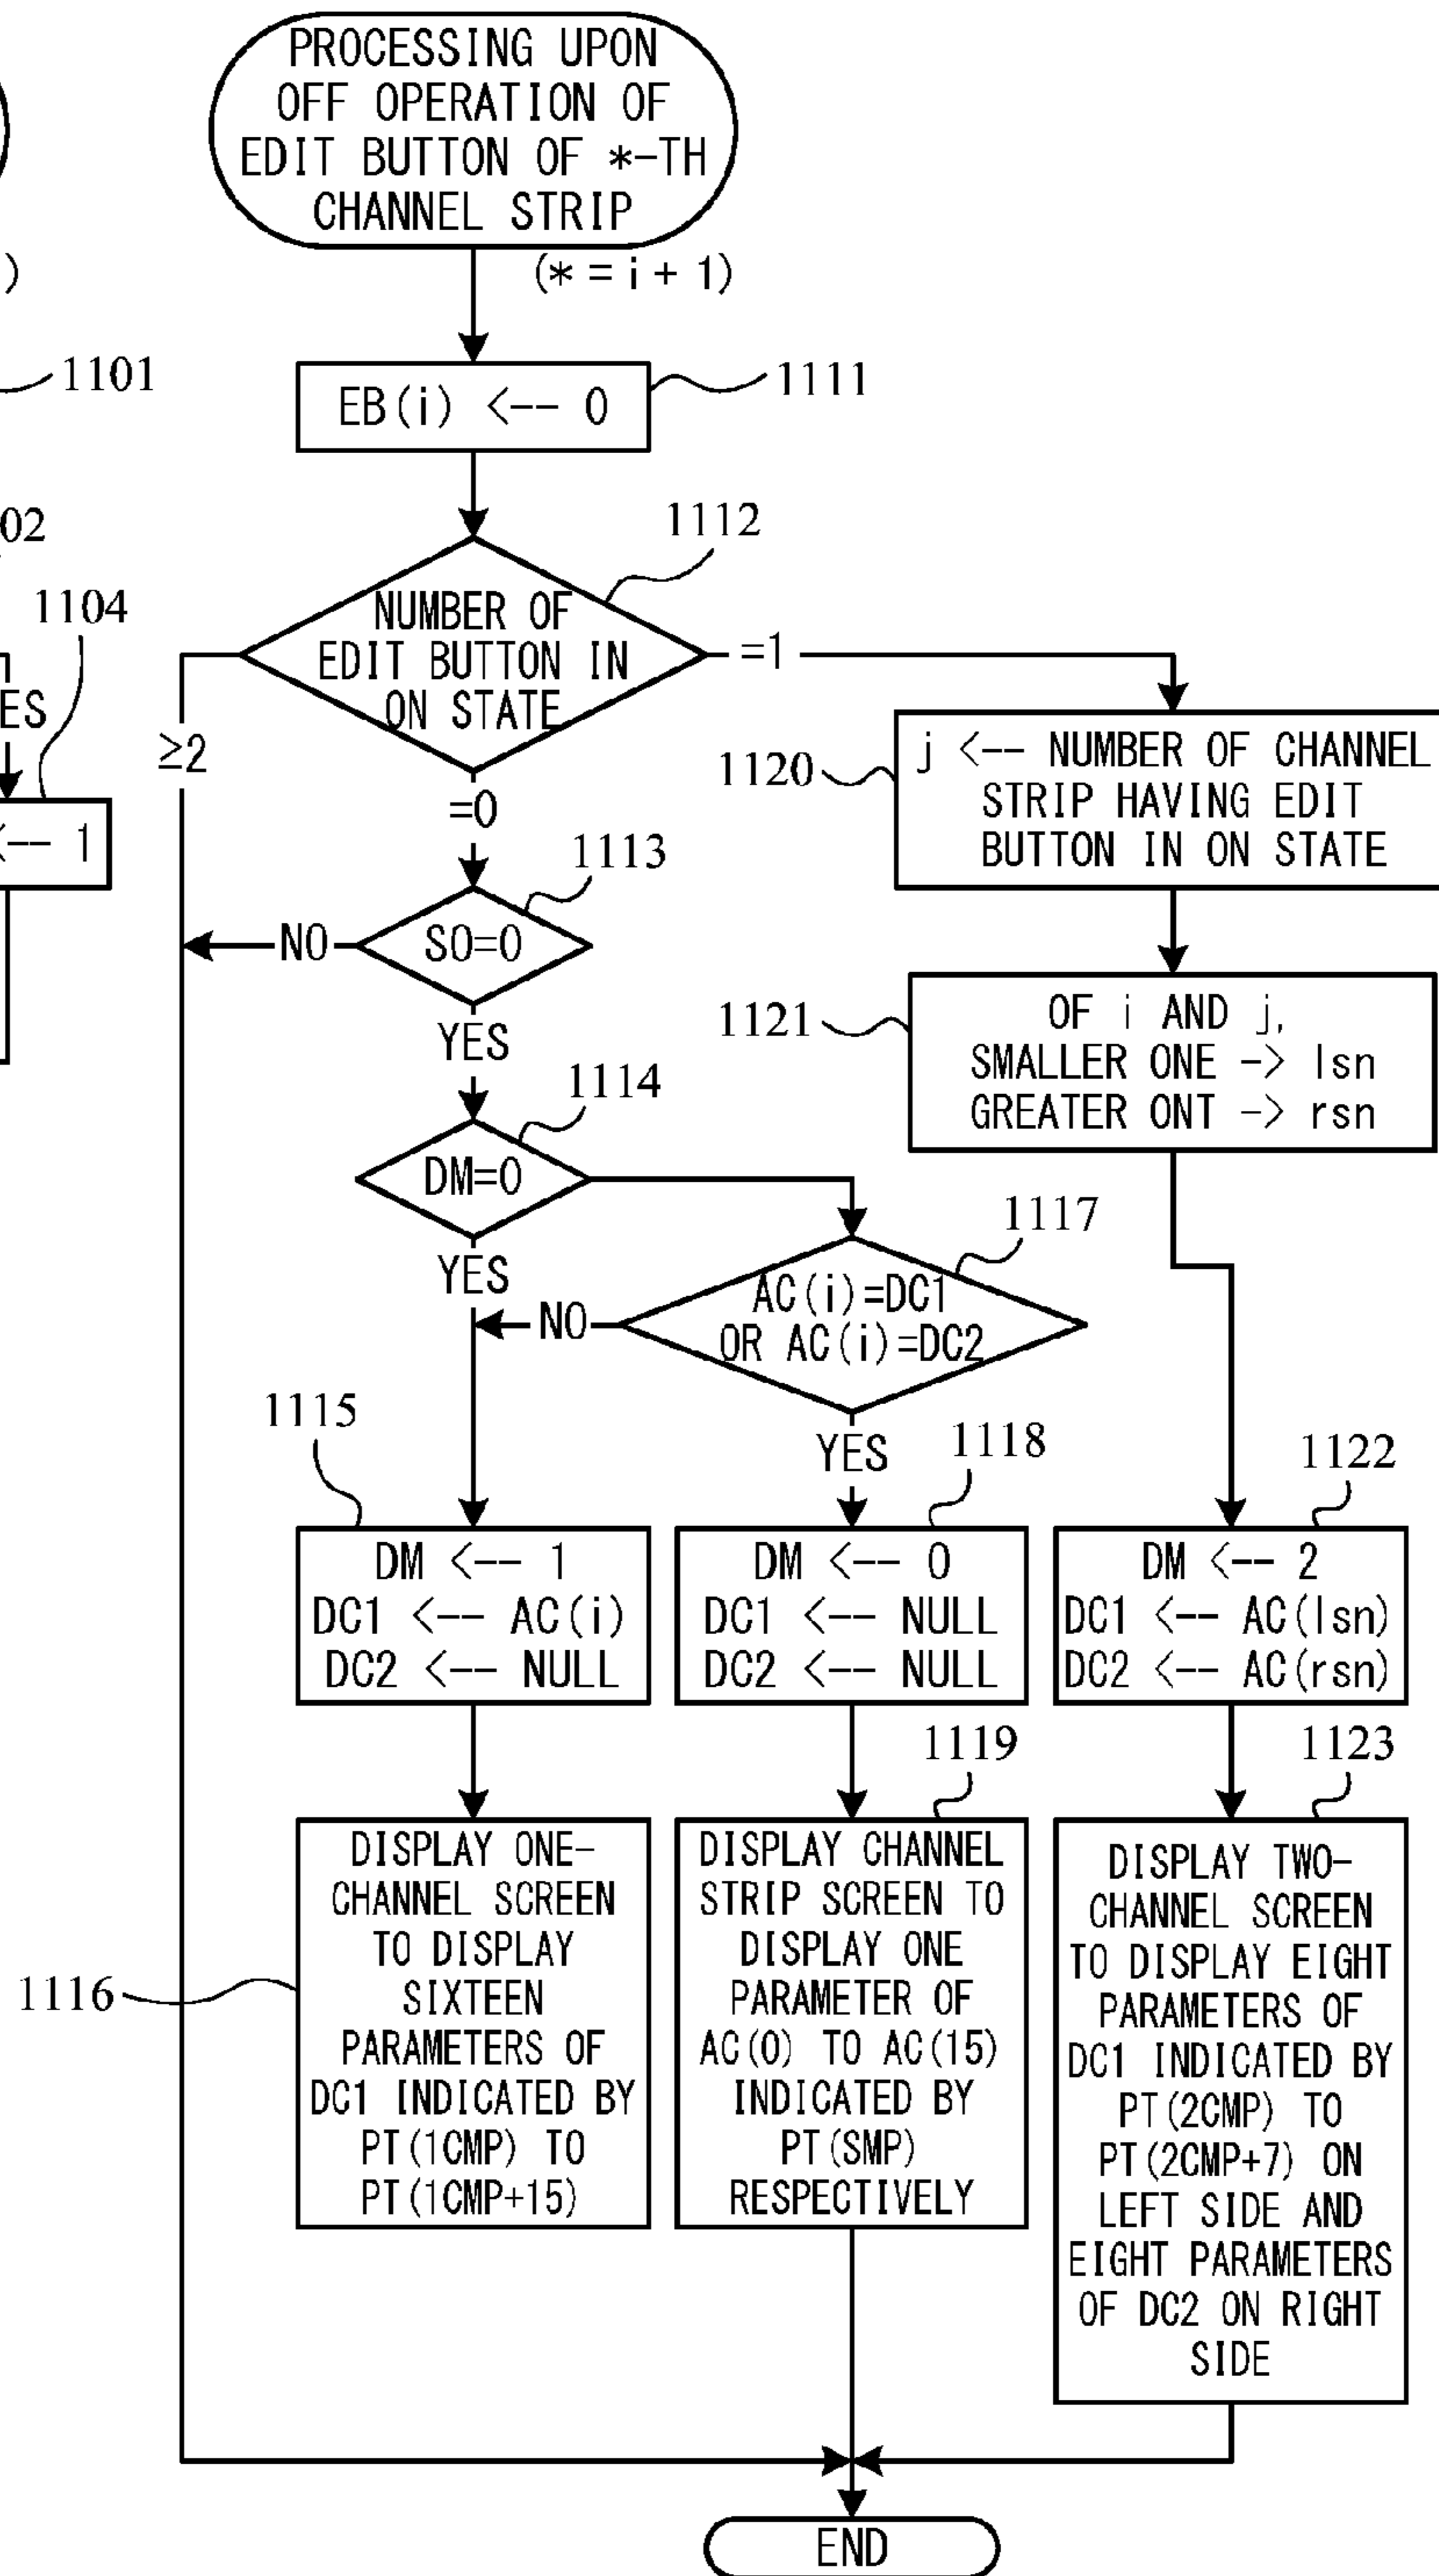 PROCESSING UPON
OFF OPERATION OF
EDIT BUTTON OF *-TH
CHANNEL STRIP
)
(* = i + 1)
1101
1111
EB(i) <-- 0
02
1112
1104
NUMBER OF
EDIT BUTTON IN
ON STATE
=1
ES
≥2
=0
<-- 1
1120
j <-- NUMBER OF CHANNEL
STRIP HAVING EDIT
BUTTON IN ON STATE
1113
SO=0
NO
YES
1121
OF i AND j,
SMALLER ONE -> lsn
GREATER ONT -> rsn
1114
DM=0
YES
1117
AC(i)=DC1
OR AC(i)=DC2
NO
YES
1115
DM <-- 1
DC1 <-- AC(i)
DC2 <-- NULL
1118
DM <-- 0
DC1 <-- NULL
DC2 <-- NULL
1122
DM <-- 2
DC1 <-- AC(lsn)
DC2 <-- AC(rsn)
1116
DISPLAY ONE-
CHANNEL SCREEN
TO DISPLAY
SIXTEEN
PARAMETERS OF
DC1 INDICATED BY
PT(1CMP) TO
PT(1CMP+15)
1119
DISPLAY CHANNEL
STRIP SCREEN TO
DISPLAY ONE
PARAMETER OF
AC(0) TO AC(15)
INDICATED BY
PT(SMP)
RESPECTIVELY
1123
DISPLAY TWO-
CHANNEL SCREEN
TO DISPLAY EIGHT
PARAMETERS OF
DC1 INDICATED BY
PT(2CMP) TO
PT(2CMP+7) ON
LEFT SIDE AND
EIGHT PARAMETERS
OF DC2 ON RIGHT
SIDE
END